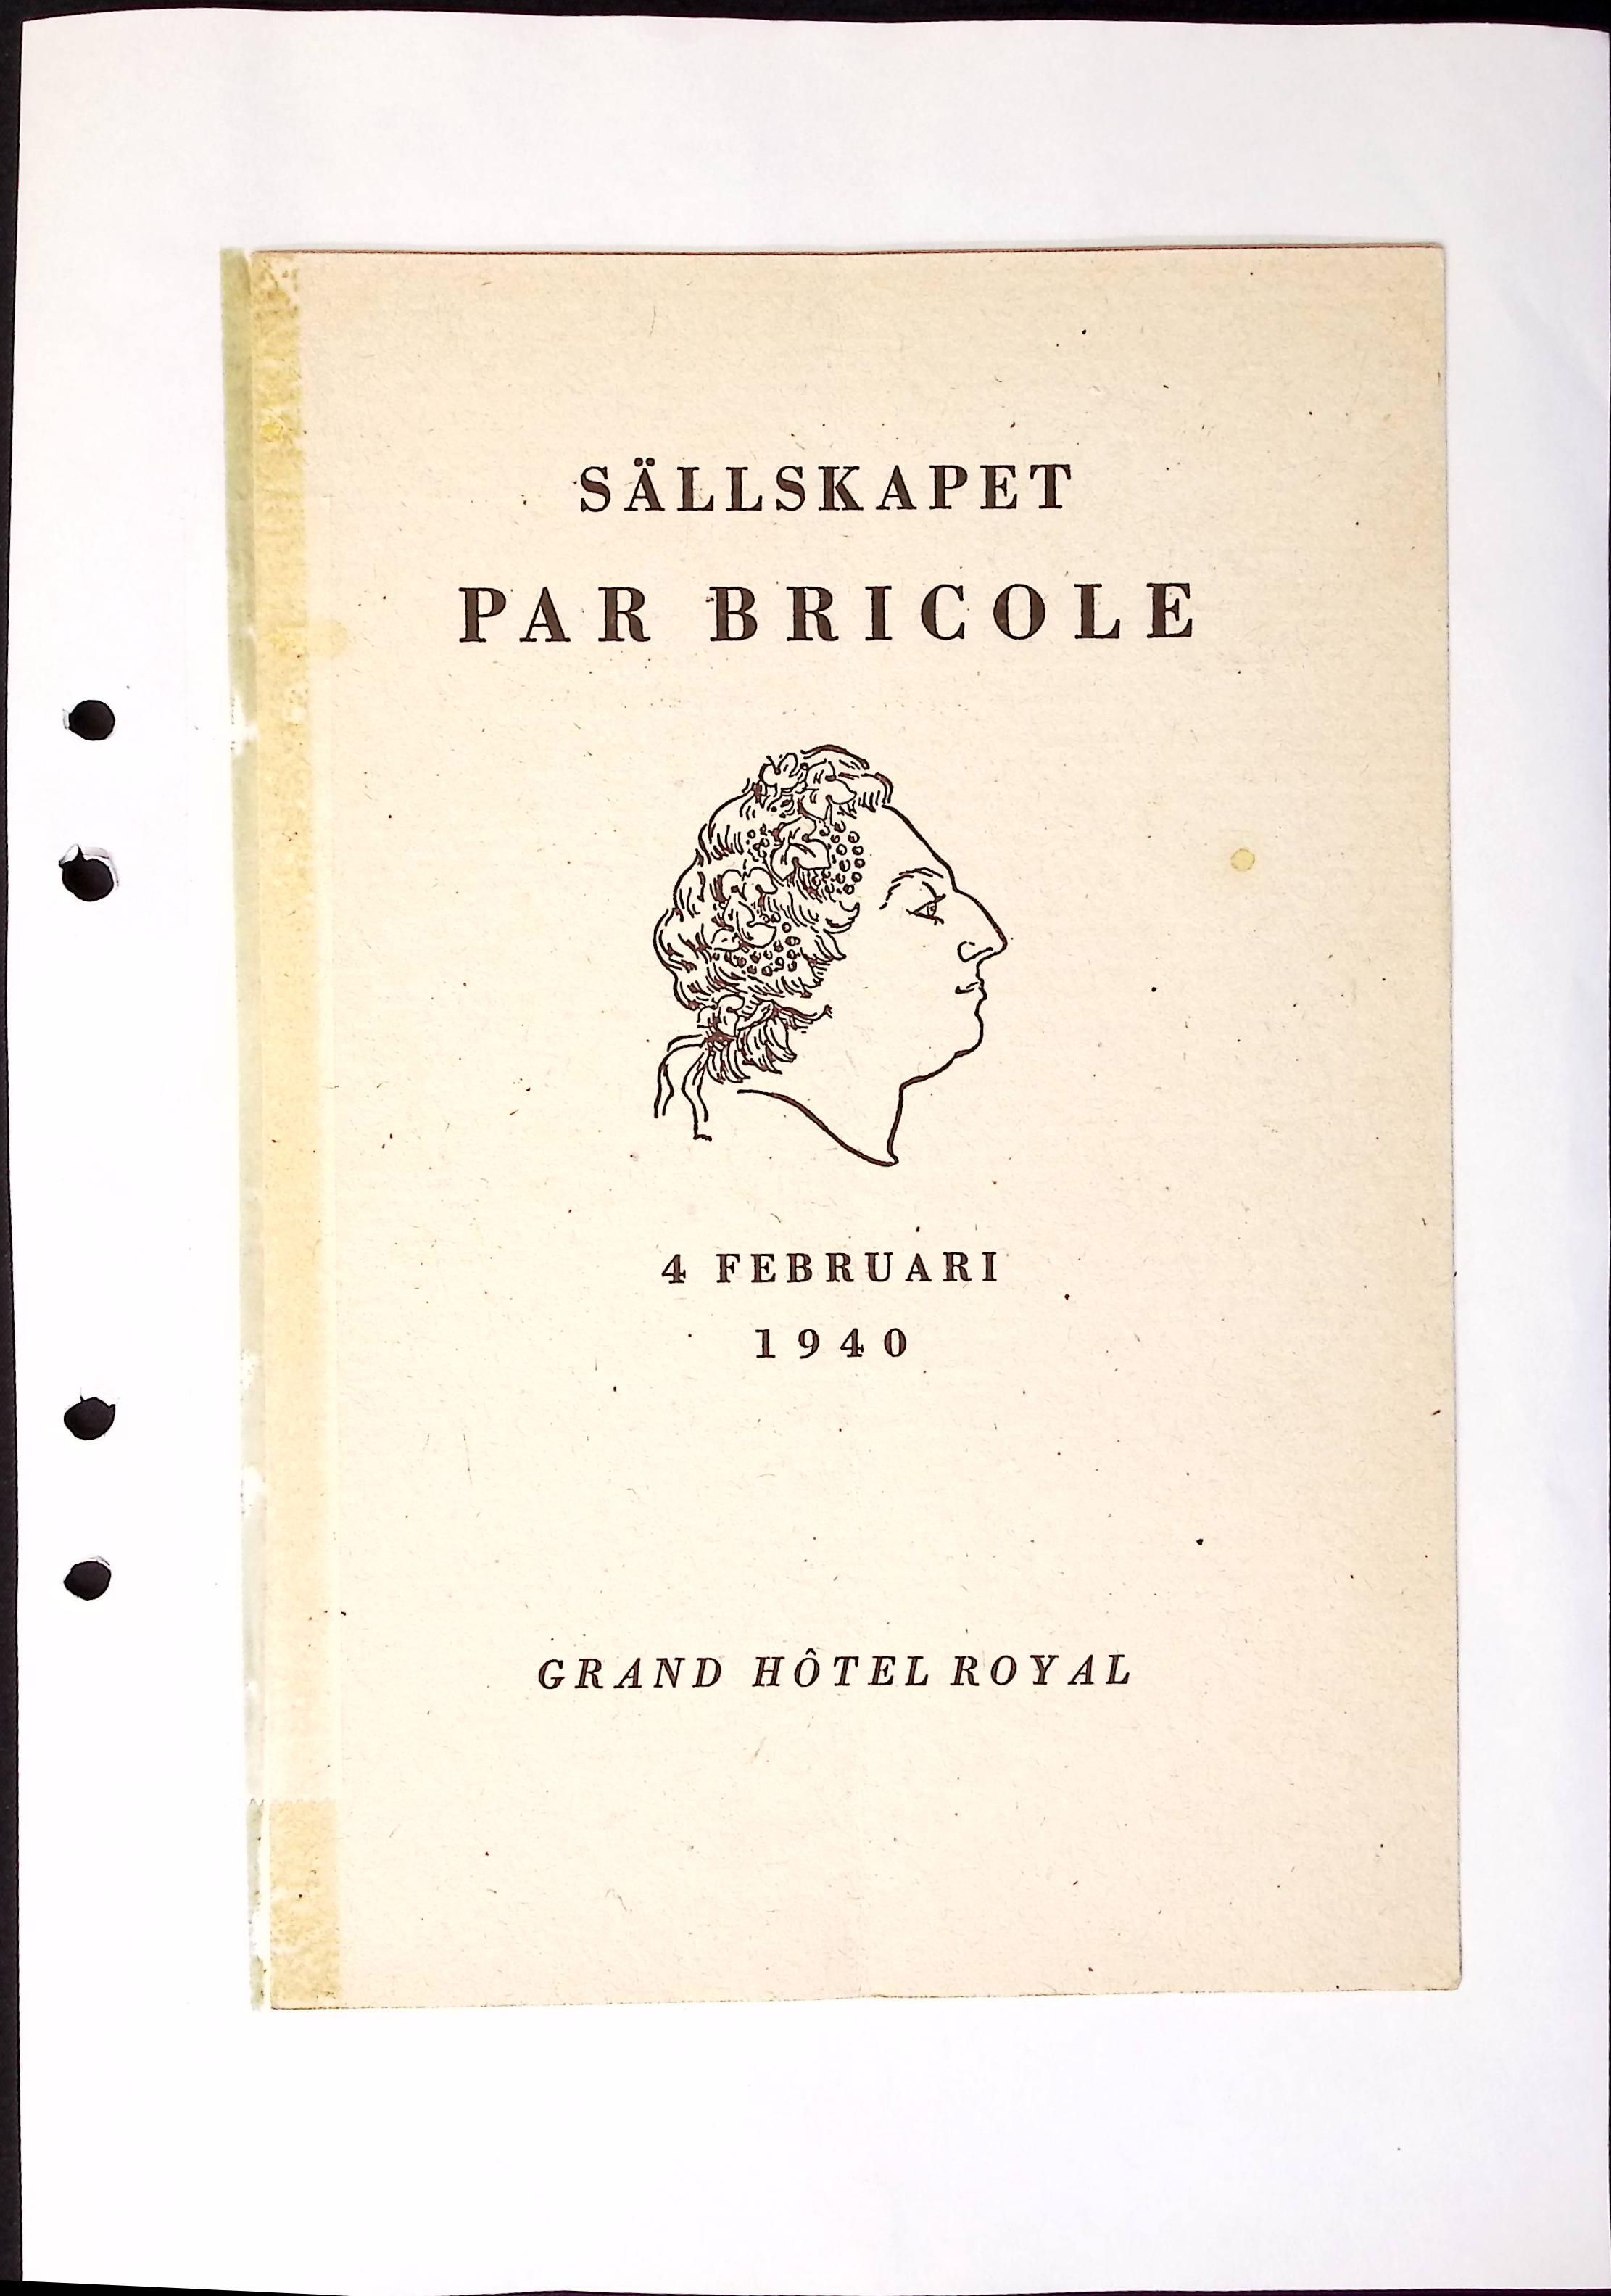 SÄLLSKAPET
PAR BRICOLE
4 FEBRUARI
1940
GRAND HÔTEL ROYAL